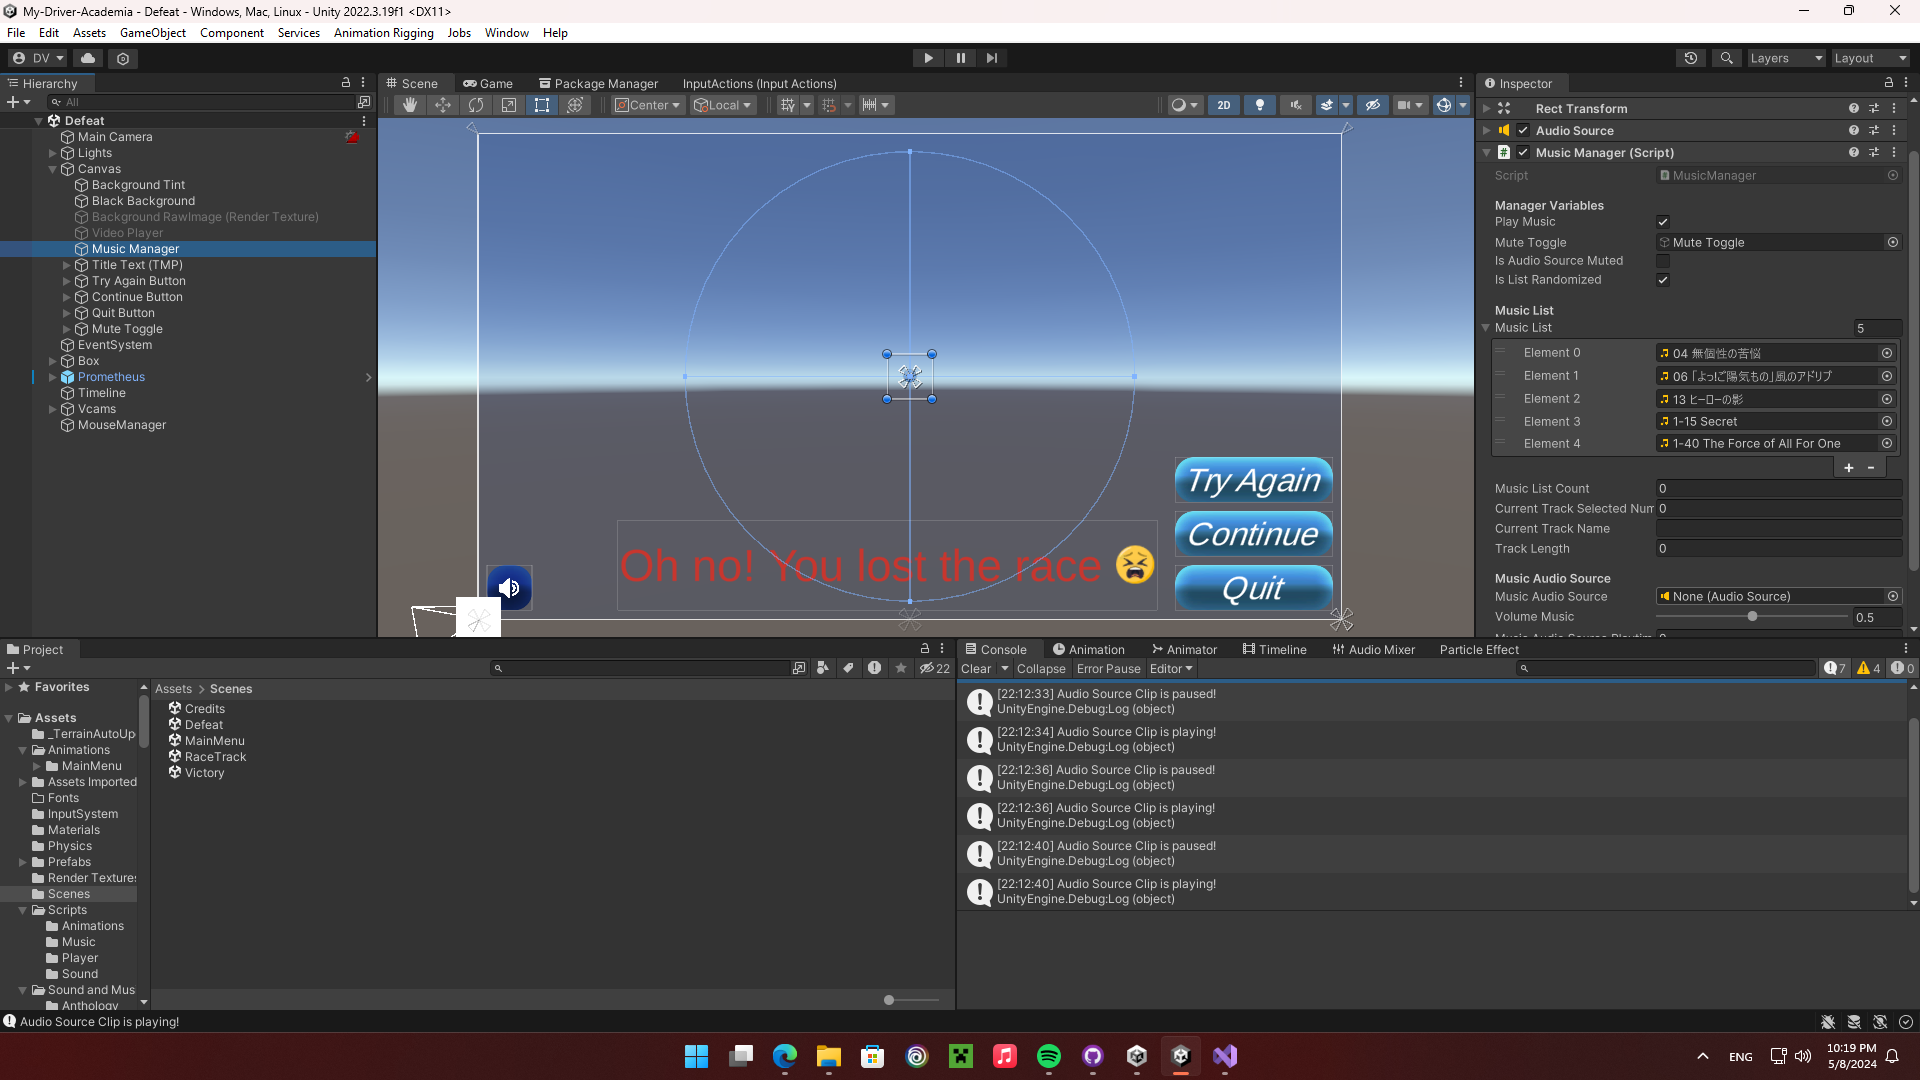 My-Driver-Academia - Defeat - Windows, Mac, Linux - Unity 2022.3.19f1 <DX11>
File Edit Assets GameObject Component Services Animation Rigging Jobs Window Help
DV
Layers
Layout
Hierarchy
All
Defeat
Main Camera
Lights
Canvas
Background Tint
Black Background
Background RawImage (Render Texture)
Video Player
Music Manager
Title Text (TMP)
Try Again Button
Continue Button
Quit Button
Mute Toggle
EventSystem
Box
Prometheus
Timeline
Vcams
MouseManager
Scene Game Package Manager InputActions (Input Actions)
Center Local 2D
Oh no! You lost the race 😫
Try Again
Continue
Quit
Inspector
Rect Transform
Audio Source
Music Manager (Script)
Script MusicManager
Manager Variables
Play Music
Mute Toggle Mute Toggle
Is Audio Source Muted
Is List Randomized
Music List
Music List 5
Element 0 04 無個性の苦悩
Element 1 06 「よっ!ご陽気もの」風のアドリブ
Element 2 13 ヒーローの影
Element 3 1-15 Secret
Element 4 1-40 The Force of All For One
+ -
Music List Count 0
Current Track Selected Num 0
Current Track Name
Track Length 0
Music Audio Source
Music Audio Source None (Audio Source)
Volume Music 0.5
Project
22
Favorites
Assets
_TerrainAutoUp
Animations
MainMenu
Assets Imported
Fonts
InputSystem
Materials
Physics
Prefabs
Render Textures
Scenes
Scripts
Animations
Music
Player
Sound
Sound and Mus
Anthology
Assets > Scenes
Credits
Defeat
MainMenu
RaceTrack
Victory
Console Animation Animator Timeline Audio Mixer Particle Effect
Clear Collapse Error Pause Editor 7 4 0
[22:12:33] Audio Source Clip is paused!
UnityEngine.Debug:Log (object)
[22:12:34] Audio Source Clip is playing!
UnityEngine.Debug:Log (object)
[22:12:36] Audio Source Clip is paused!
UnityEngine.Debug:Log (object)
[22:12:36] Audio Source Clip is playing!
UnityEngine.Debug:Log (object)
[22:12:40] Audio Source Clip is paused!
UnityEngine.Debug:Log (object)
[22:12:40] Audio Source Clip is playing!
UnityEngine.Debug:Log (object)
Audio Source Clip is playing!
ENG
10:19 PM
5/8/2024